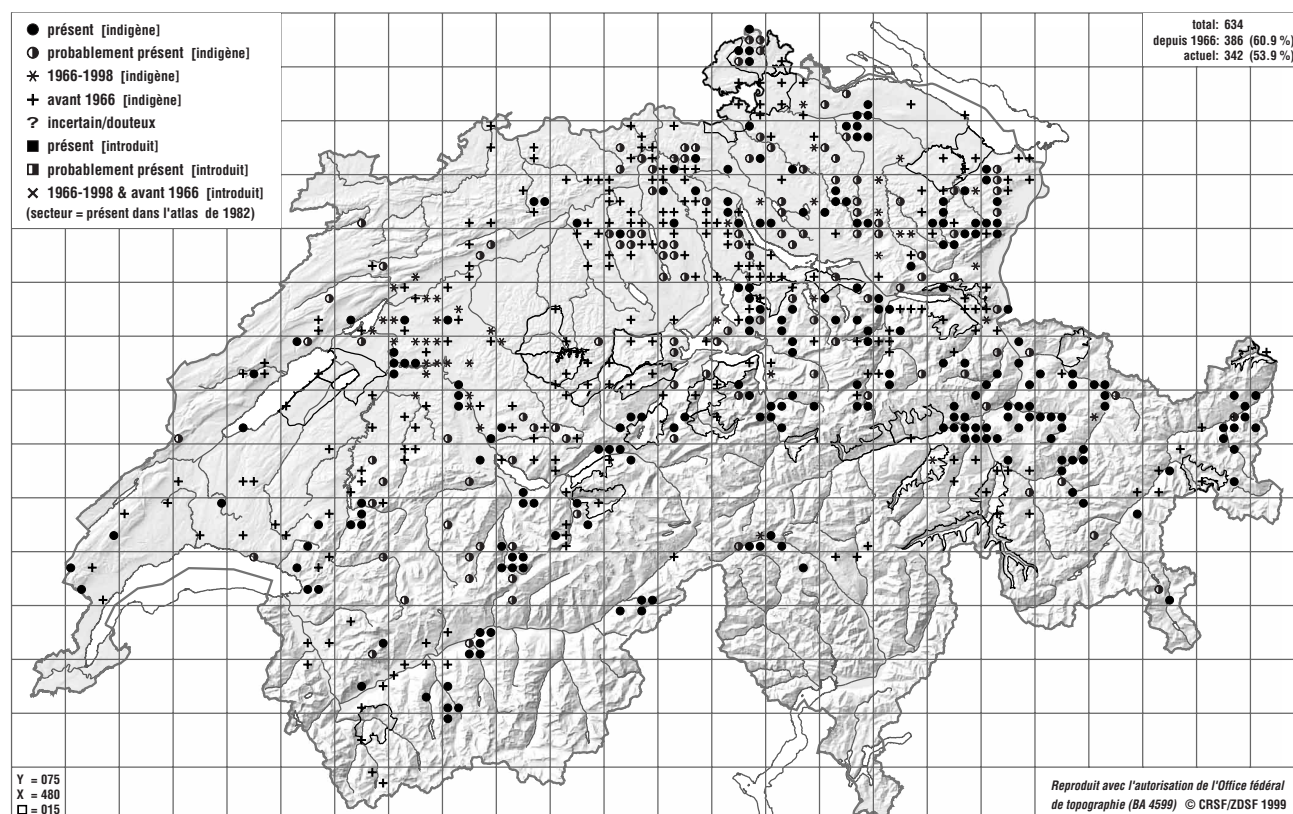 présent [indigène]
probablement présent [indigène]
1966-1998 [indigène]
avant 1966 [indigène]
incertain/douteux
présent [introduit]
probablement présent [introduit]
1966-1998 & avant 1966 [introduit]
(secteur = présent dans l'atlas de 1982)
total: 634
depuis 1966: 386 (60.9 %)
actuel: 342 (53.9 %)
Y = 075
X = 480
= 015
Reproduit avec l'autorisation de l'Office fédéral
de topographie (BA 4599) © CRSF/ZDSF 1999